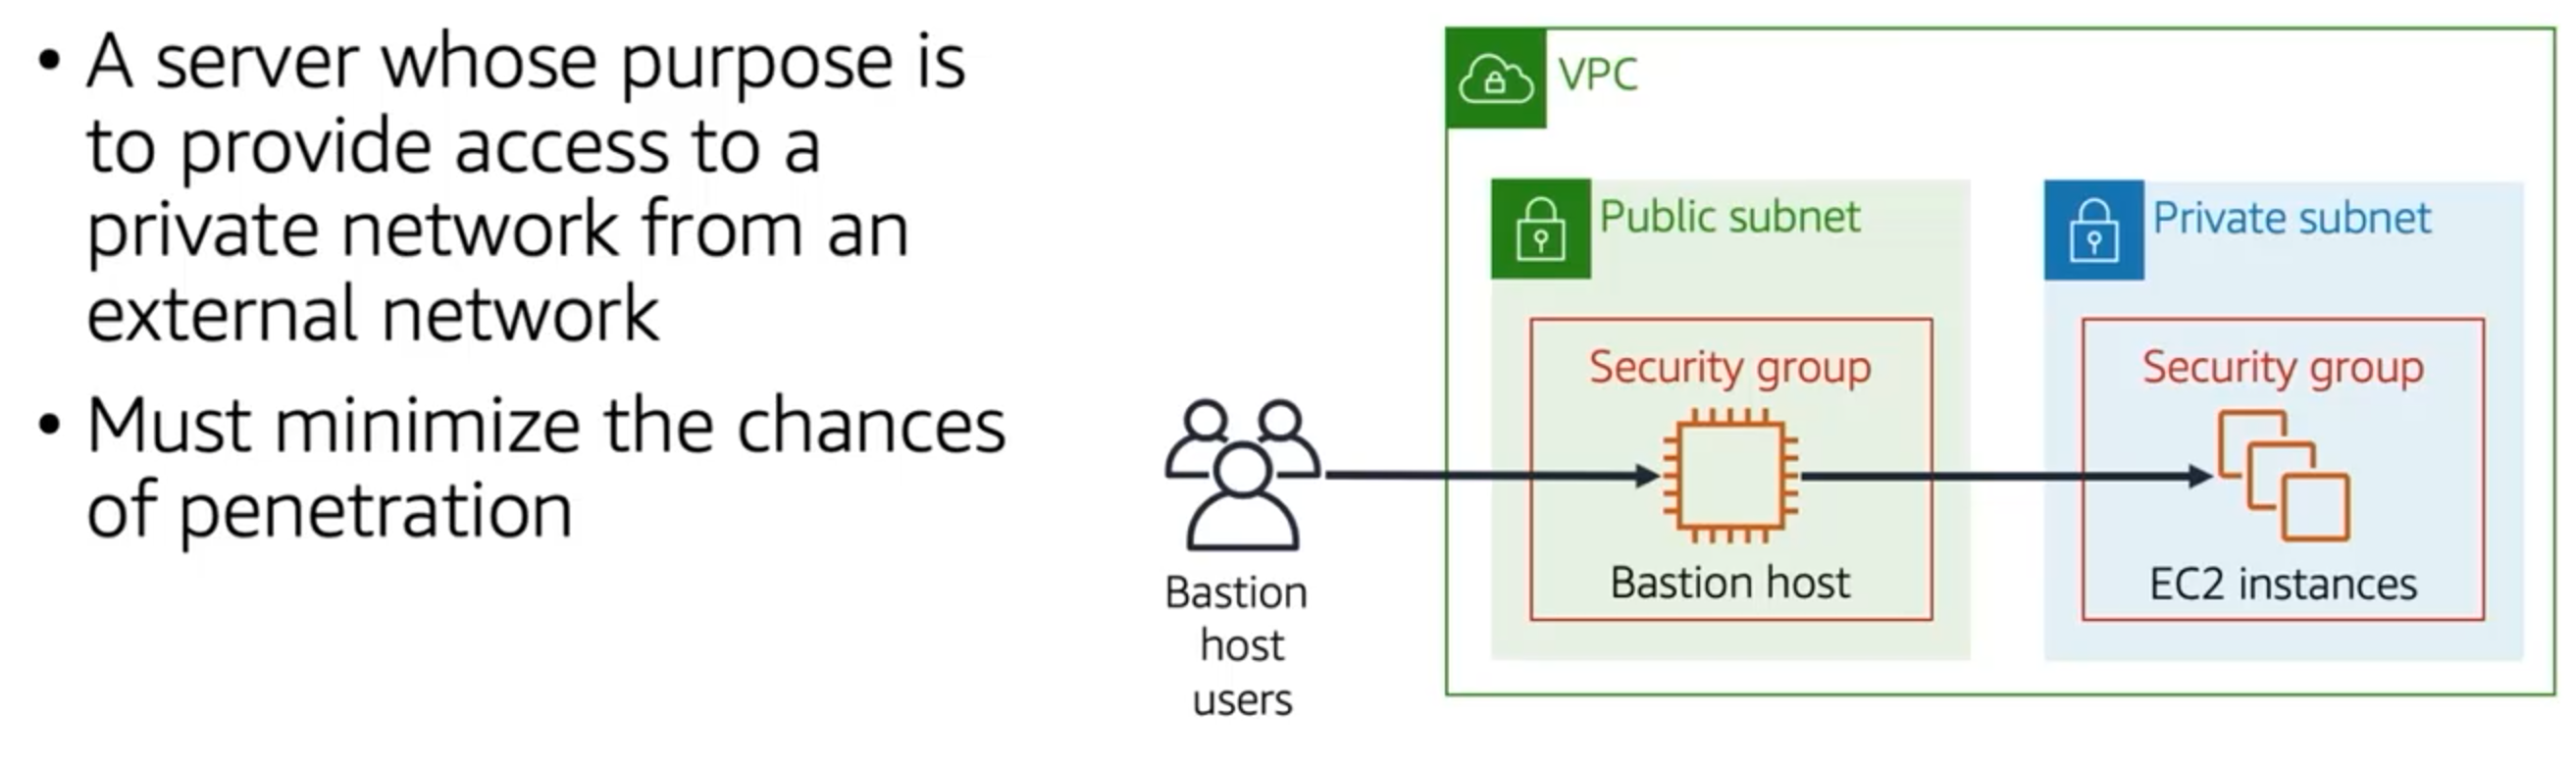 • A server whose purpose is
to provide access to a
private network from an
external network
• Must minimize the chances
of penetration
VPC
Public subnet
Private subnet
Security group
Security group
Bastion host
EC2 instances
Bastion
host
users